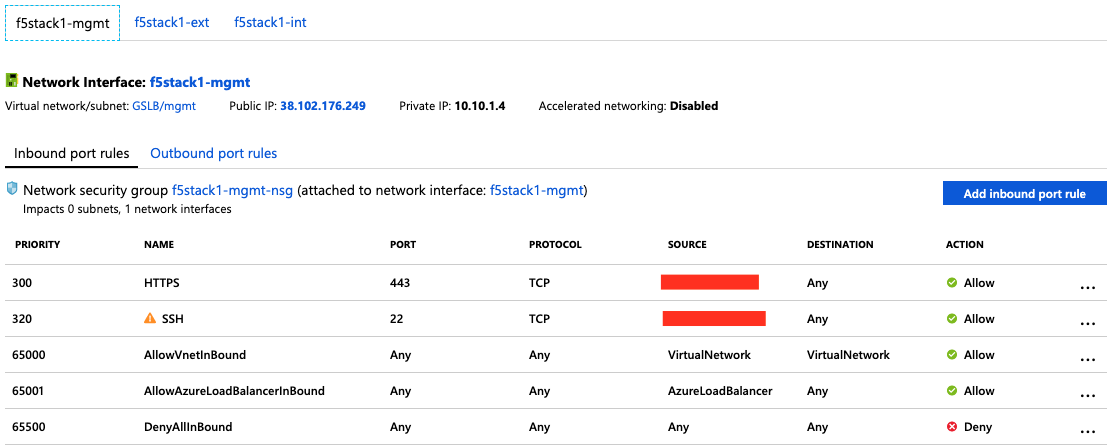 f5stack1-mgmt f5stack1-ext f5stack1-int
Network Interface: f5stack1-mgmt
Virtual network/subnet: GSLB/mgmt Public IP: 38.102.176.249 Private IP: 10.10.1.4 Accelerated networking: Disabled
Inbound port rules Outbound port rules
Network security group f5stack1-mgmt-nsg (attached to network interface: f5stack1-mgmt)
Impacts 0 subnets, 1 network interfaces
Add inbound port rule
PRIORITY NAME PORT PROTOCOL SOURCE DESTINATION ACTION
300 HTTPS 443 TCP Any Allow ...
320 SSH 22 TCP Any Allow ...
65000 AllowVnetInBound Any Any VirtualNetwork VirtualNetwork Allow ...
65001 AllowAzureLoadBalancerInBound Any Any AzureLoadBalancer Any Allow ...
65500 DenyAllInBound Any Any Any Any Deny ...